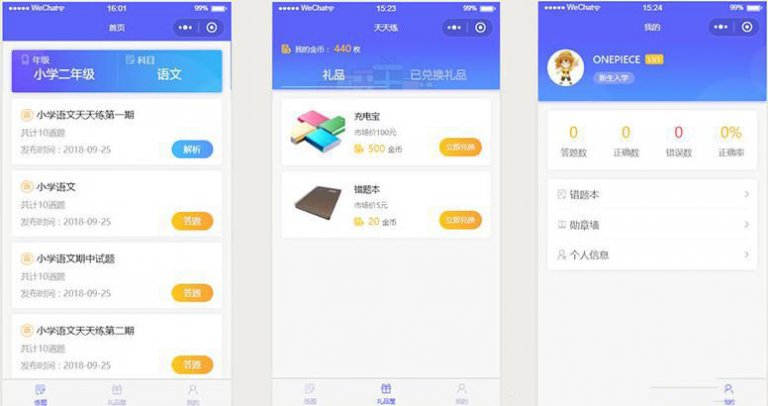 WeChat
16:01
99%
首页
年级
小学二年级
科目
语文
语 小学语文天天练第一期
共计10道题
发布时间：2018-09-25
解析
语 小学语文
共计10道题
发布时间：2018-09-25
答题
语 小学语文期中试题
共计10道题
发布时间：2018-09-25
答题
语 小学语文天天练第二期
共计10道题
发布时间：2018-09-25
答题
练题
礼品屋
我的
WeChat
15:23
99%
天天练
我的金币：440 枚
礼品
已兑换礼品
充电宝
市场价100元
500 金币
立即兑换
错题本
市场价5元
20 金币
立即兑换
练题
礼品屋
我的
WeChat
15:24
99%
我的
ONEPIECE LV1
新生入学
0 0 0 0%
答题数 正确数 错误数 正确率
错题本
勋章墙
个人信息
我的